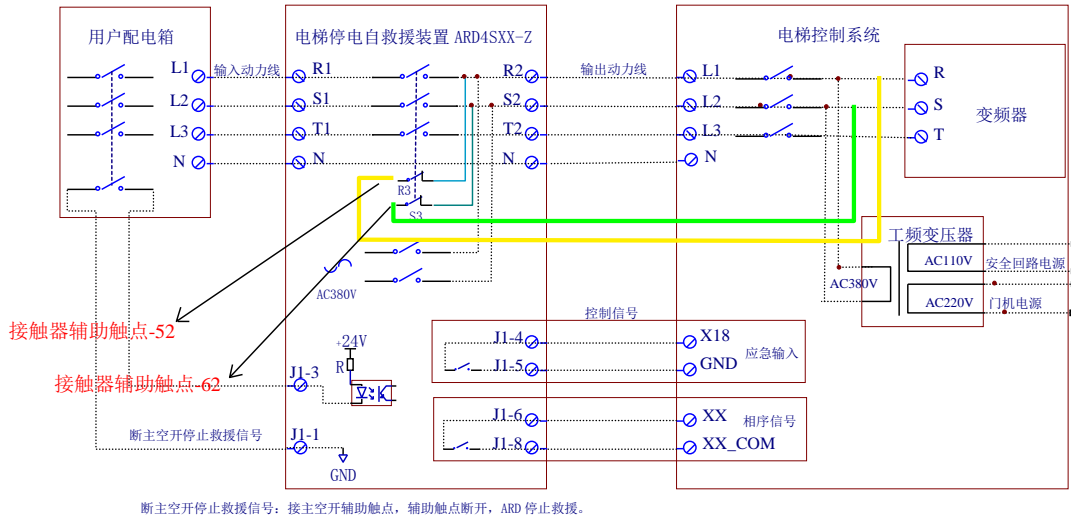 用户配电箱
电梯停电自救援装置 ARD4SXX-Z
电梯控制系统
L1
输入动力线
R1
R2
输出动力线
L1
R
L2
S1
S2
L2
S
变频器
L3
T1
T2
L3
T
N
N
N
N
R3
S3
工频变压器
AC110V
安全回路电源
AC380V
AC380V
AC220V
门机电源
接触器辅助触点-52
控制信号
+24V
J1-4
X18
应急输入
R
J1-3
J1-5
GND
接触器辅助触点-62
J1-6
XX
相序信号
断主空开停止救援信号
J1-1
J1-8
XX_COM
GND
断主空开停止救援信号：接主空开辅助触点，辅助触点断开，ARD 停止救援。